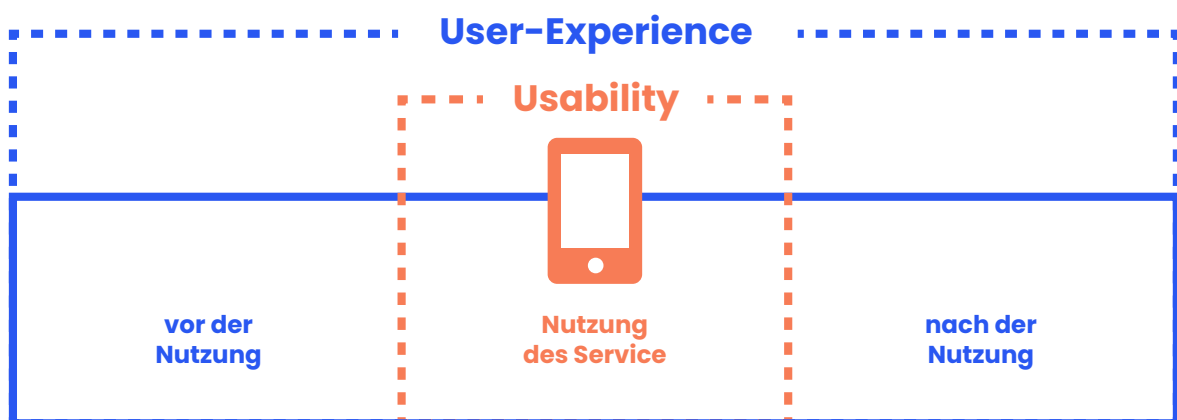 User-Experience
Usability
vor der
Nutzung
Nutzung
des Service
nach der
Nutzung